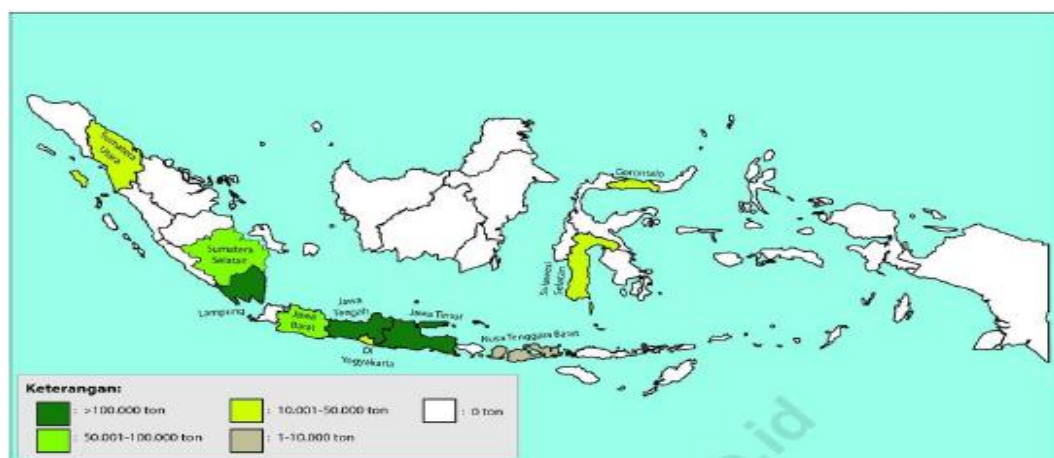 Sumatera
Utara
Gorontalo
Sumatera
Selatan
Sulawesi
Selatan
Lampung
Jawa
Barat
Jawa
Tengah
Jawa Timur
DI
Yogyakarta
Nusa Tenggara Barat
Keterangan:
: >100.000 ton
: 10.001-50.000 ton
: 0 ton
: 50.001-100.000 ton
: 1-10.000 ton
.id